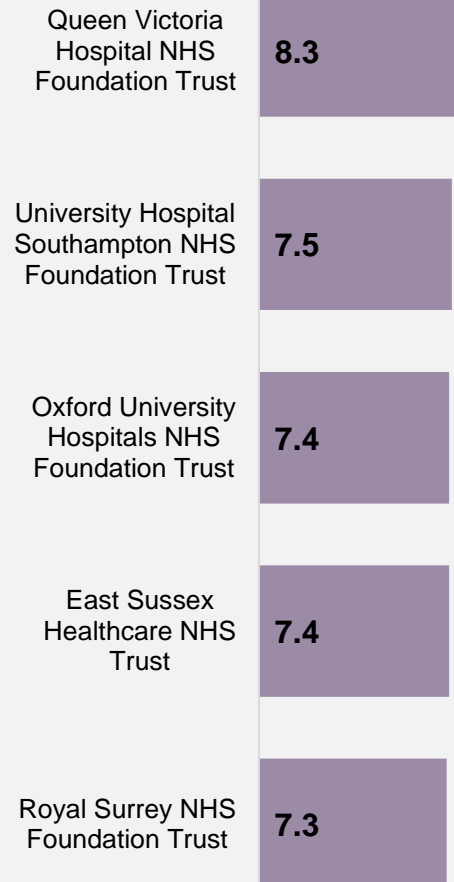 Queen Victoria
Hospital NHS
Foundation Trust
8.3
University Hospital
Southampton NHS
Foundation Trust
7.5
Oxford University
Hospitals NHS
Foundation Trust
7.4
East Sussex
Healthcare NHS
Trust
7.4
Royal Surrey NHS
Foundation Trust
7.3